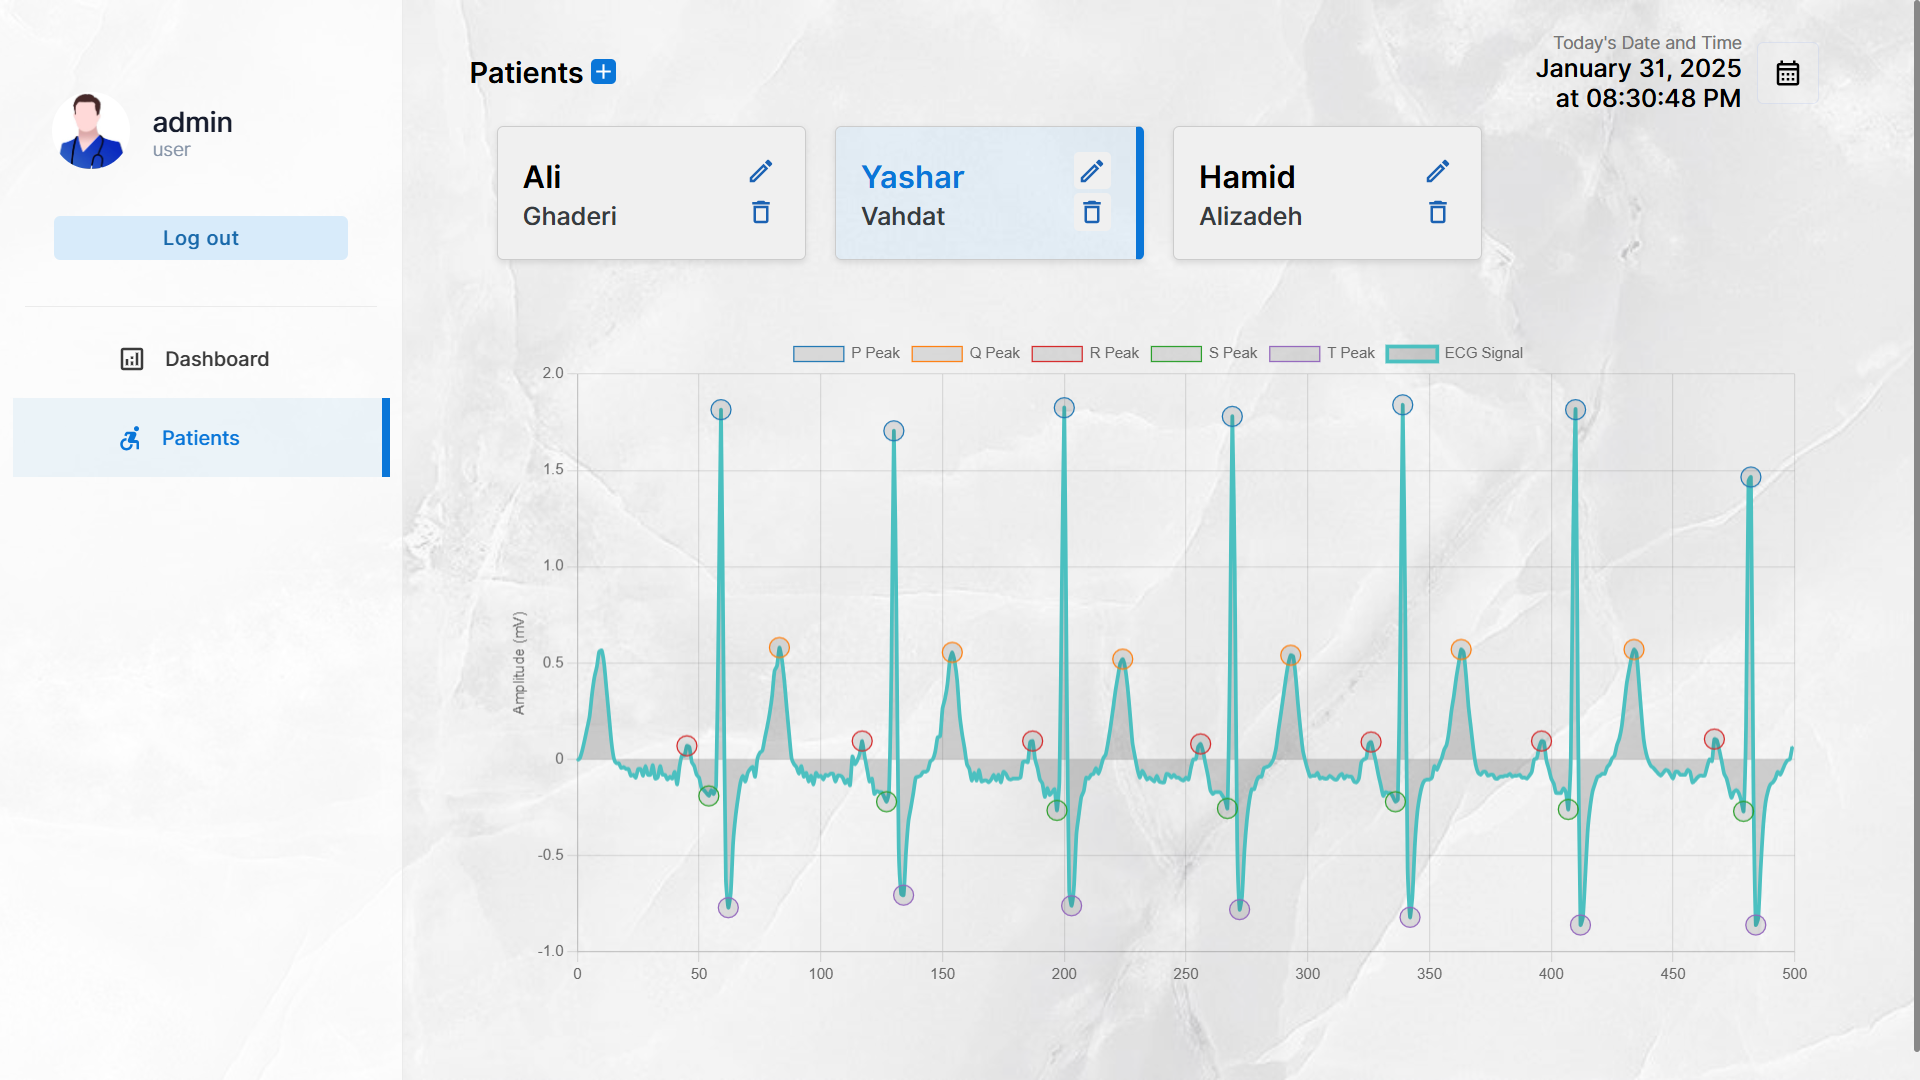 admin
user
Log out
Dashboard
Patients
Patients
Today's Date and Time
January 31, 2025
at 08:30:48 PM
Ali
Ghaderi
Yashar
Vahdat
Hamid
Alizadeh
P Peak Q Peak R Peak S Peak T Peak ECG Signal
Amplitude (mV)
2.0
1.5
1.0
0.5
0
-0.5
-1.0
0 50 100 150 200 250 300 350 400 450 500